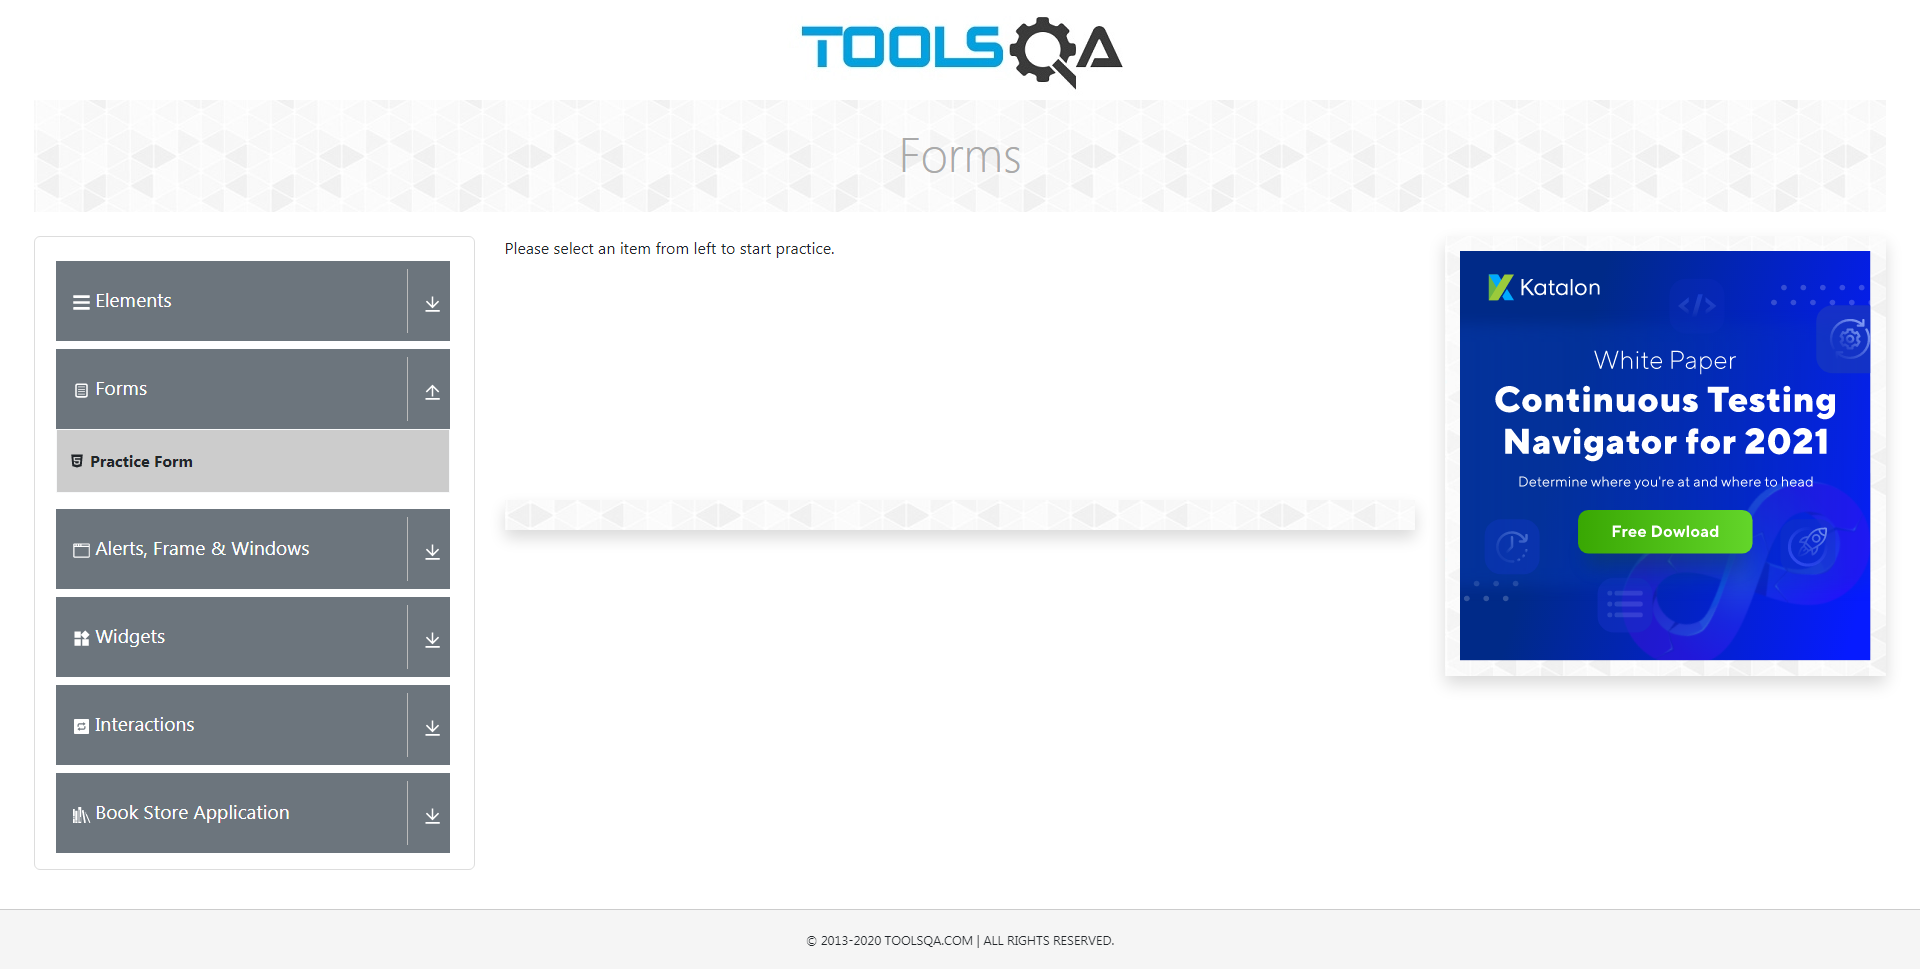 TOOLSQA
Forms
Elements
Forms
Practice Form
Alerts, Frame & Windows
Widgets
Interactions
Book Store Application
Please select an item from left to start practice.
Katalon
</>
White Paper
Continuous Testing
Navigator for 2021
Determine where you're at and where to head
Free Dowload
© 2013-2020 TOOLSQA.COM | ALL RIGHTS RESERVED.